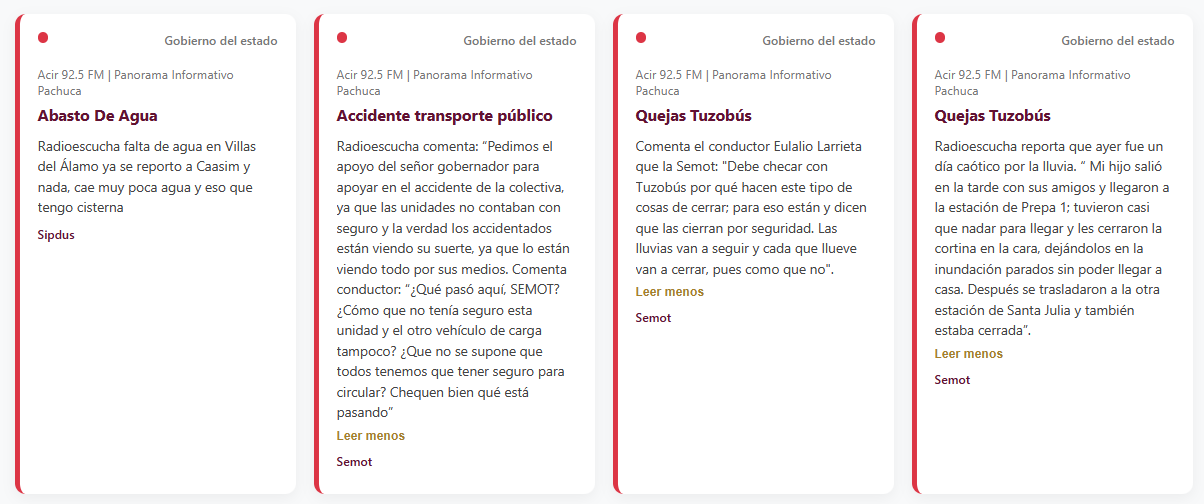 Gobierno del estado
Acir 92.5 FM | Panorama Informativo
Pachuca
Abasto De Agua
Radioescucha falta de agua en Villas
del Álamo ya se reporto a Caasim y
nada, cae muy poca agua y eso que
tengo cisterna
Sipdus
Gobierno del estado
Acir 92.5 FM | Panorama Informativo
Pachuca
Accidente transporte público
Radioescucha comenta: “Pedimos el
apoyo del señor gobernador para
apoyar en el accidente de la colectiva,
ya que las unidades no contaban con
seguro y la verdad los accidentados
están viendo su suerte, ya que lo están
viendo todo por sus medios. Comenta
conductor: “¿Qué pasó aquí, SEMOT?
¿Cómo que no tenía seguro esta
unidad y el otro vehículo de carga
tampoco? ¿Que no se supone que
todos tenemos que tener seguro para
circular? Chequen bien qué está
pasando”
Leer menos
Semot
Gobierno del estado
Acir 92.5 FM | Panorama Informativo
Pachuca
Quejas Tuzobús
Comenta el conductor Eulalio Larrieta
que la Semot: "Debe checar con
Tuzobús por qué hacen este tipo de
cosas de cerrar; para eso están y dicen
que las cierran por seguridad. Las
lluvias van a seguir y cada que llueve
van a cerrar, pues como que no".
Leer menos
Semot
Gobierno del estado
Acir 92.5 FM | Panorama Informativo
Pachuca
Quejas Tuzobús
Radioescucha reporta que ayer fue un
día caótico por la lluvia. “ Mi hijo salió
en la tarde con sus amigos y llegaron a
la estación de Prepa 1; tuvieron casi
que nadar para llegar y les cerraron la
cortina en la cara, dejándolos en la
inundación parados sin poder llegar a
casa. Después se trasladaron a la otra
estación de Santa Julia y también
estaba cerrada”.
Leer menos
Semot